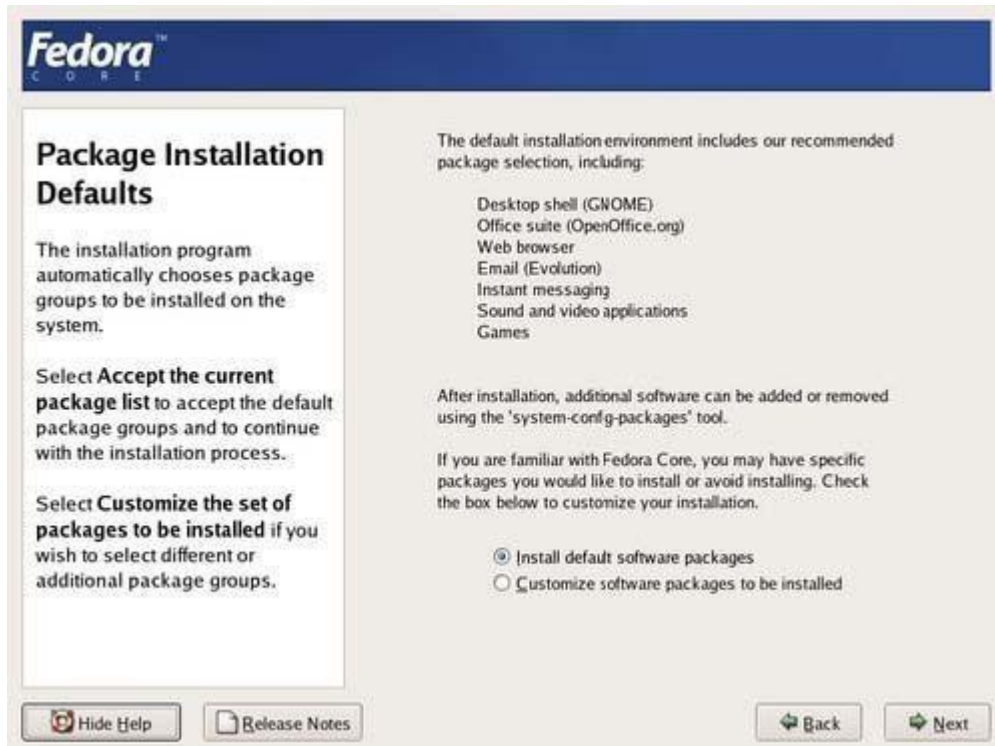 Fedora™
CORE
Package Installation
Defaults
The installation program
automatically chooses package
groups to be installed on the
system.
Select Accept the current
package list to accept the default
package groups and to continue
with the installation process.
Select Customize the set of
packages to be installed if you
wish to select different or
additional package groups.
The default installation environment includes our recommended
package selection, including:
Desktop shell (GNOME)
Office suite (OpenOffice.org)
Web browser
Email (Evolution)
Instant messaging
Sound and video applications
Games
After installation, additional software can be added or removed
using the 'system-config-packages' tool.
If you are familiar with Fedora Core, you may have specific
packages you would like to install or avoid installing. Check
the box below to customize your installation.
Install default software packages
Customize software packages to be installed
Hide Help
Release Notes
Back
Next